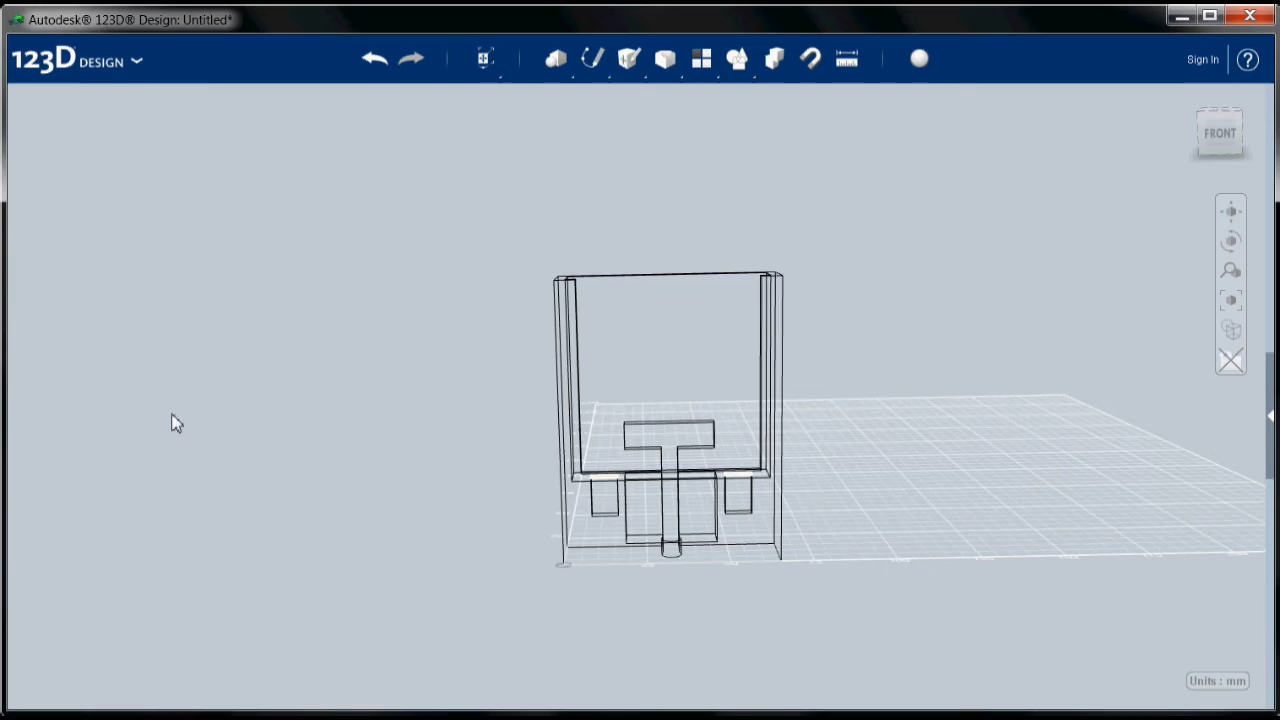 Autodesk® 123D® Design: Untitled*
123D DESIGN
Sign In
?
FRONT
Units : mm